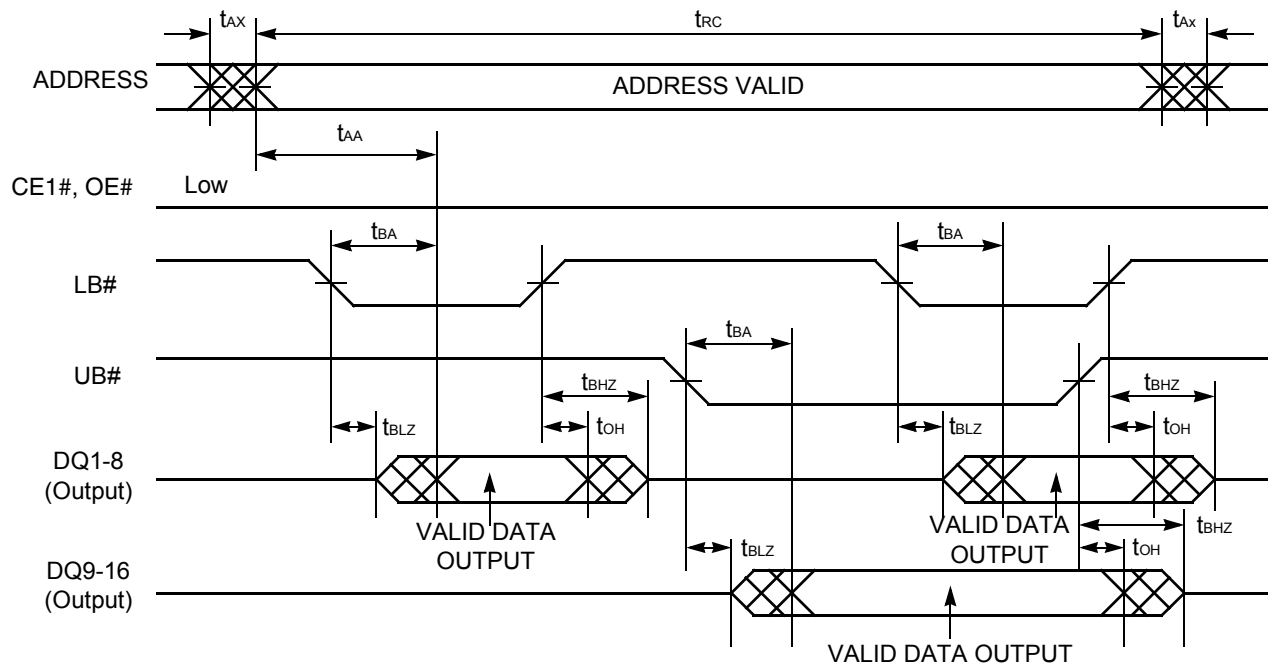 tAX tRC tAx
ADDRESS ADDRESS VALID
tAA
CE1#, OE# Low
tBA tBA
LB#
tBA
UB#
tBHZ tBHZ
tBLZ tOH tBLZ tOH
DQ1-8
(Output)
VALID DATA
OUTPUT
VALID DATA
OUTPUT
tBHZ
tBLZ tOH
DQ9-16
(Output)
VALID DATA OUTPUT